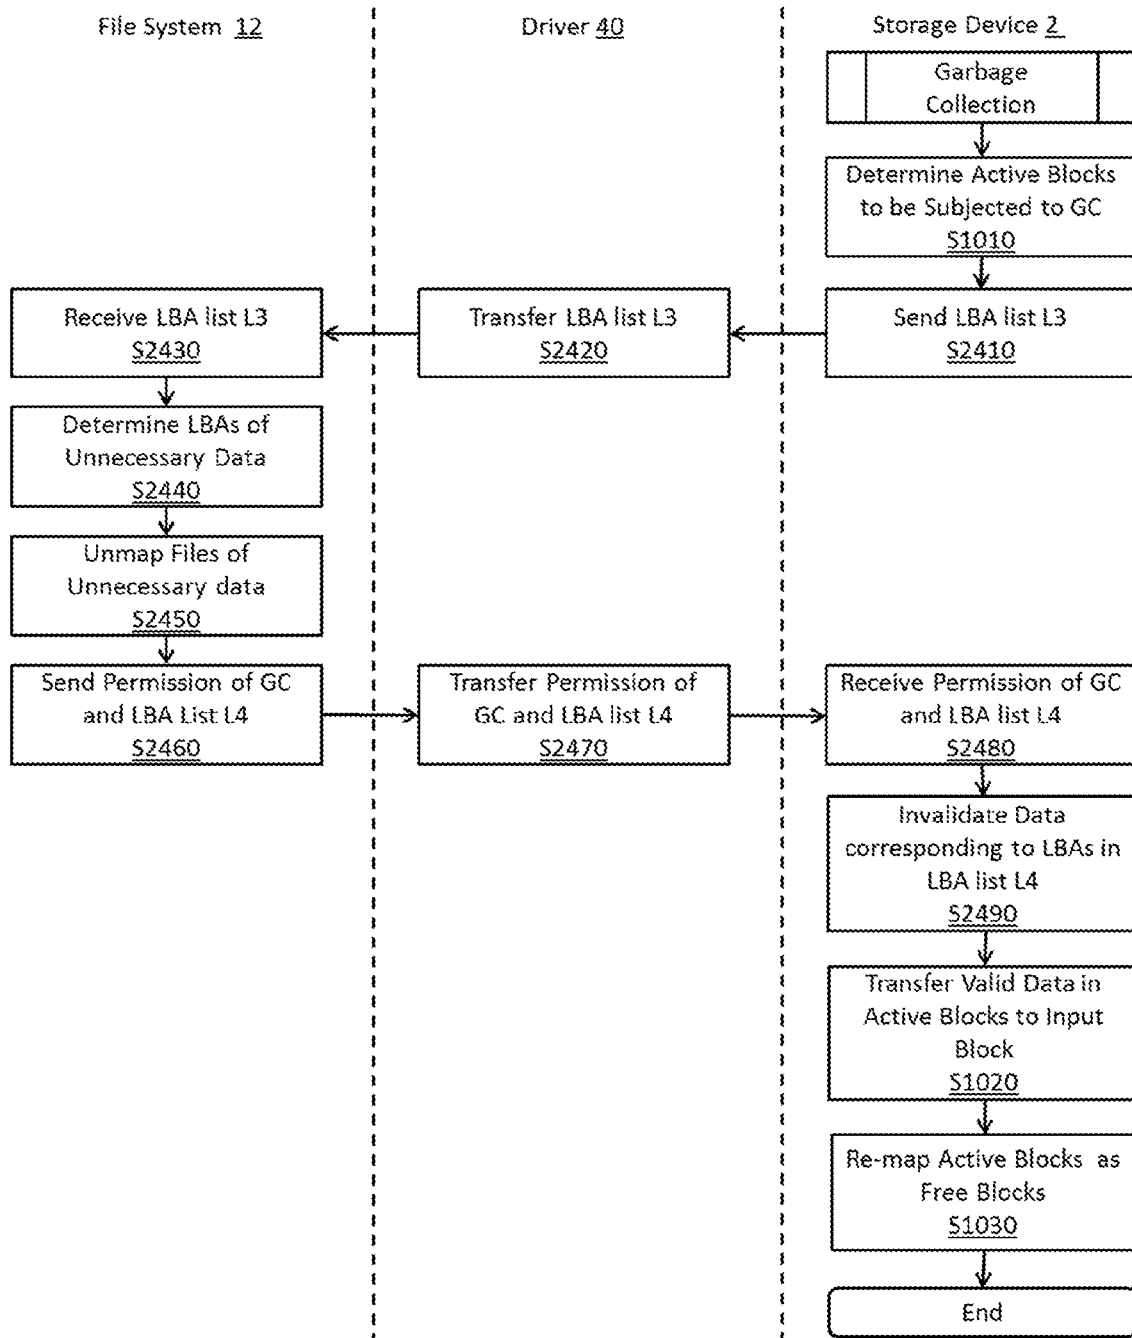 File System 12
Driver 40
Storage Device 2
Garbage
Collection
Determine Active Blocks
to be Subjected to GC
S1010
Receive LBA list L3
S2430
Transfer LBA list L3
S2420
Send LBA list L3
S2410
Determine LBAs of
Unnecessary Data
S2440
Unmap Files of
Unnecessary data
S2450
Send Permission of GC
and LBA List L4
S2460
Transfer Permission of
GC and LBA list L4
S2470
Receive Permission of GC
and LBA list L4
S2480
Invalidate Data
corresponding to LBAs in
LBA list L4
S2490
Transfer Valid Data in
Active Blocks to Input
Block
S1020
Re-map Active Blocks as
Free Blocks
S1030
End